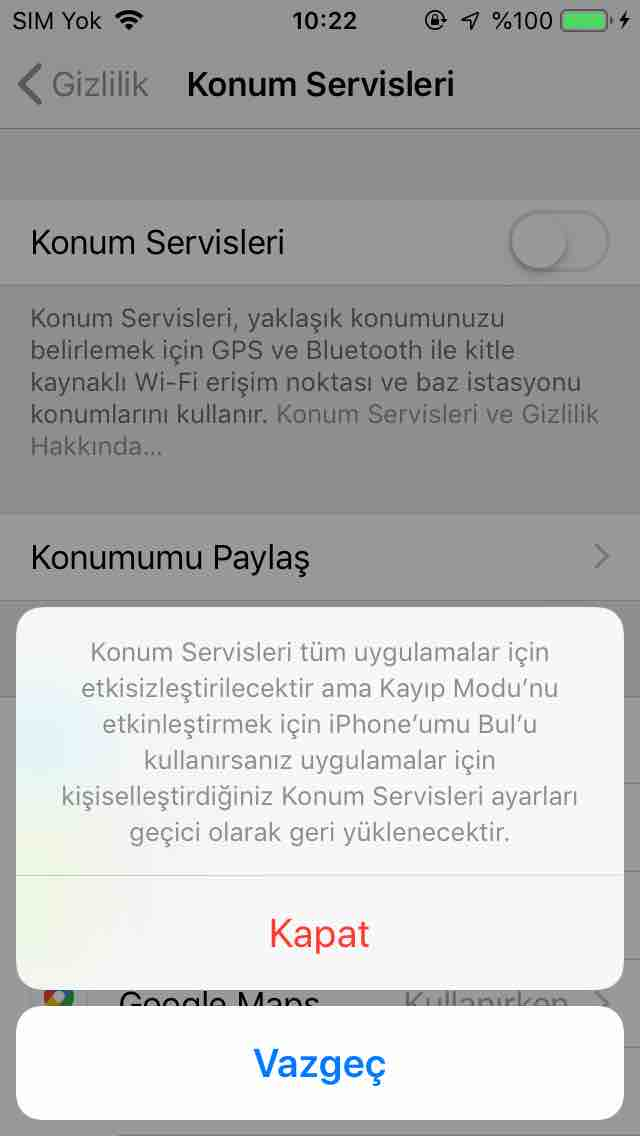 SIM Yok 10:22 %100
Gizlilik Konum Servisleri
Konum Servisleri
Konum Servisleri, yaklaşık konumunuzu
belirlemek için GPS ve Bluetooth ile kitle
kaynaklı Wi-Fi erişim noktası ve baz istasyonu
konumlarını kullanır. Konum Servisleri ve Gizlilik
Hakkında...
Konumumu Paylaş
Konum Servisleri tüm uygulamalar için
etkisizleştirilecektir ama Kayıp Modu’nu
etkinleştirmek için iPhone’umu Bul’u
kullanırsanız uygulamalar için
kişiselleştirdiğiniz Konum Servisleri ayarları
geçici olarak geri yüklenecektir.
Kapat
Google Maps Kullanırken
Vazgeç